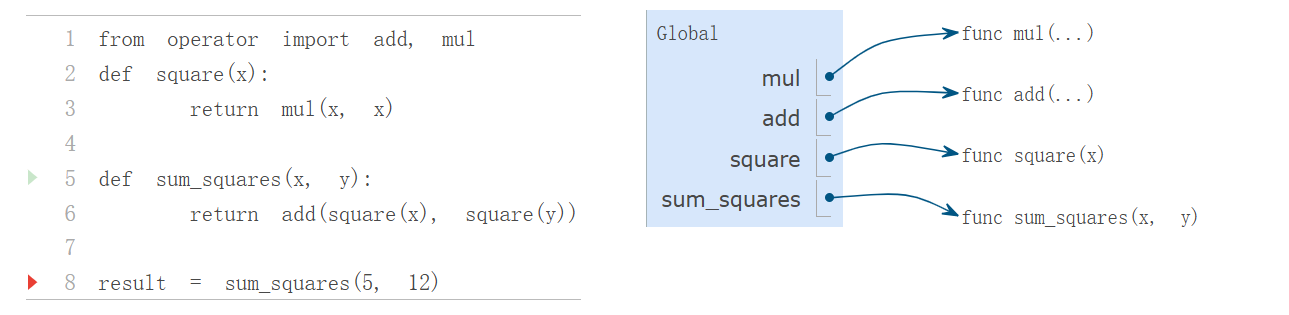 1 from operator import add, mul
2 def square(x):
3 return mul(x, x)
4
5 def sum_squares(x, y):
6 return add(square(x), square(y))
7
8 result = sum_squares(5, 12)
Global
mul
add
square
sum_squares
func mul(...)
func add(...)
func square(x)
func sum_squares(x, y)